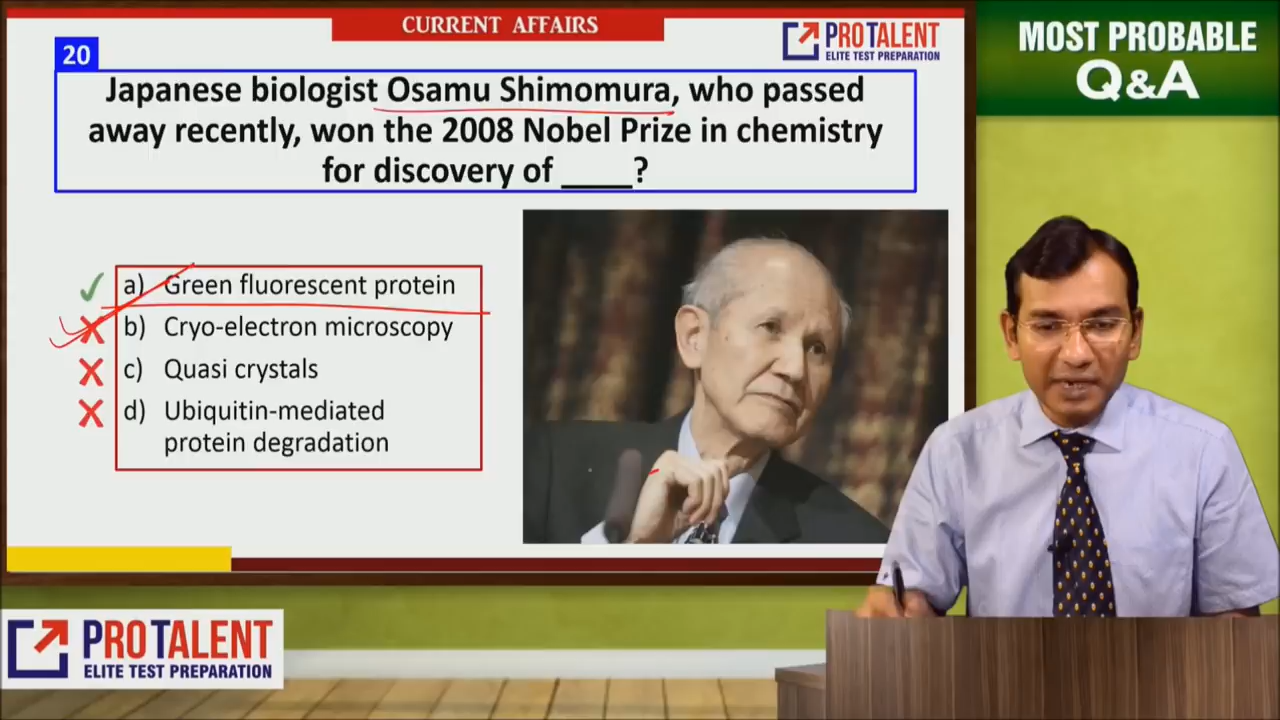 CURRENT AFFAIRS
PROTALENT
ELITE TEST PREPARATION
MOST PROBABLE
Q&A
20
Japanese biologist Osamu Shimomura, who passed
away recently, won the 2008 Nobel Prize in chemistry
for discovery of ____?
a) Green fluorescent protein
b) Cryo-electron microscopy
c) Quasi crystals
d) Ubiquitin-mediated
protein degradation
PROTALENT
ELITE TEST PREPARATION